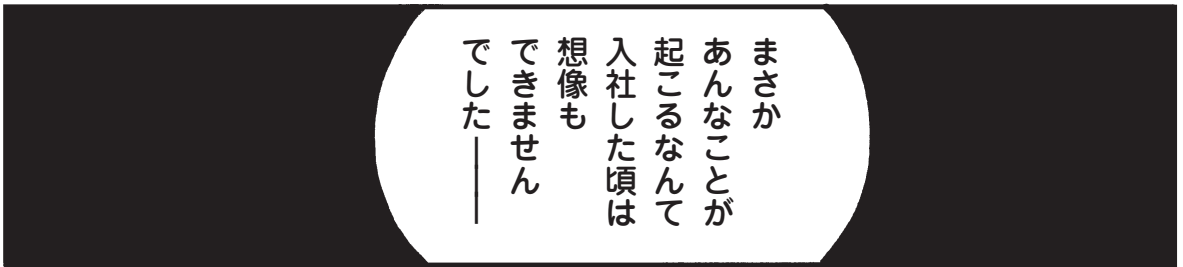 まさか
あんなことが
起こるなんて
入社した頃は
想像も
できません
でした――